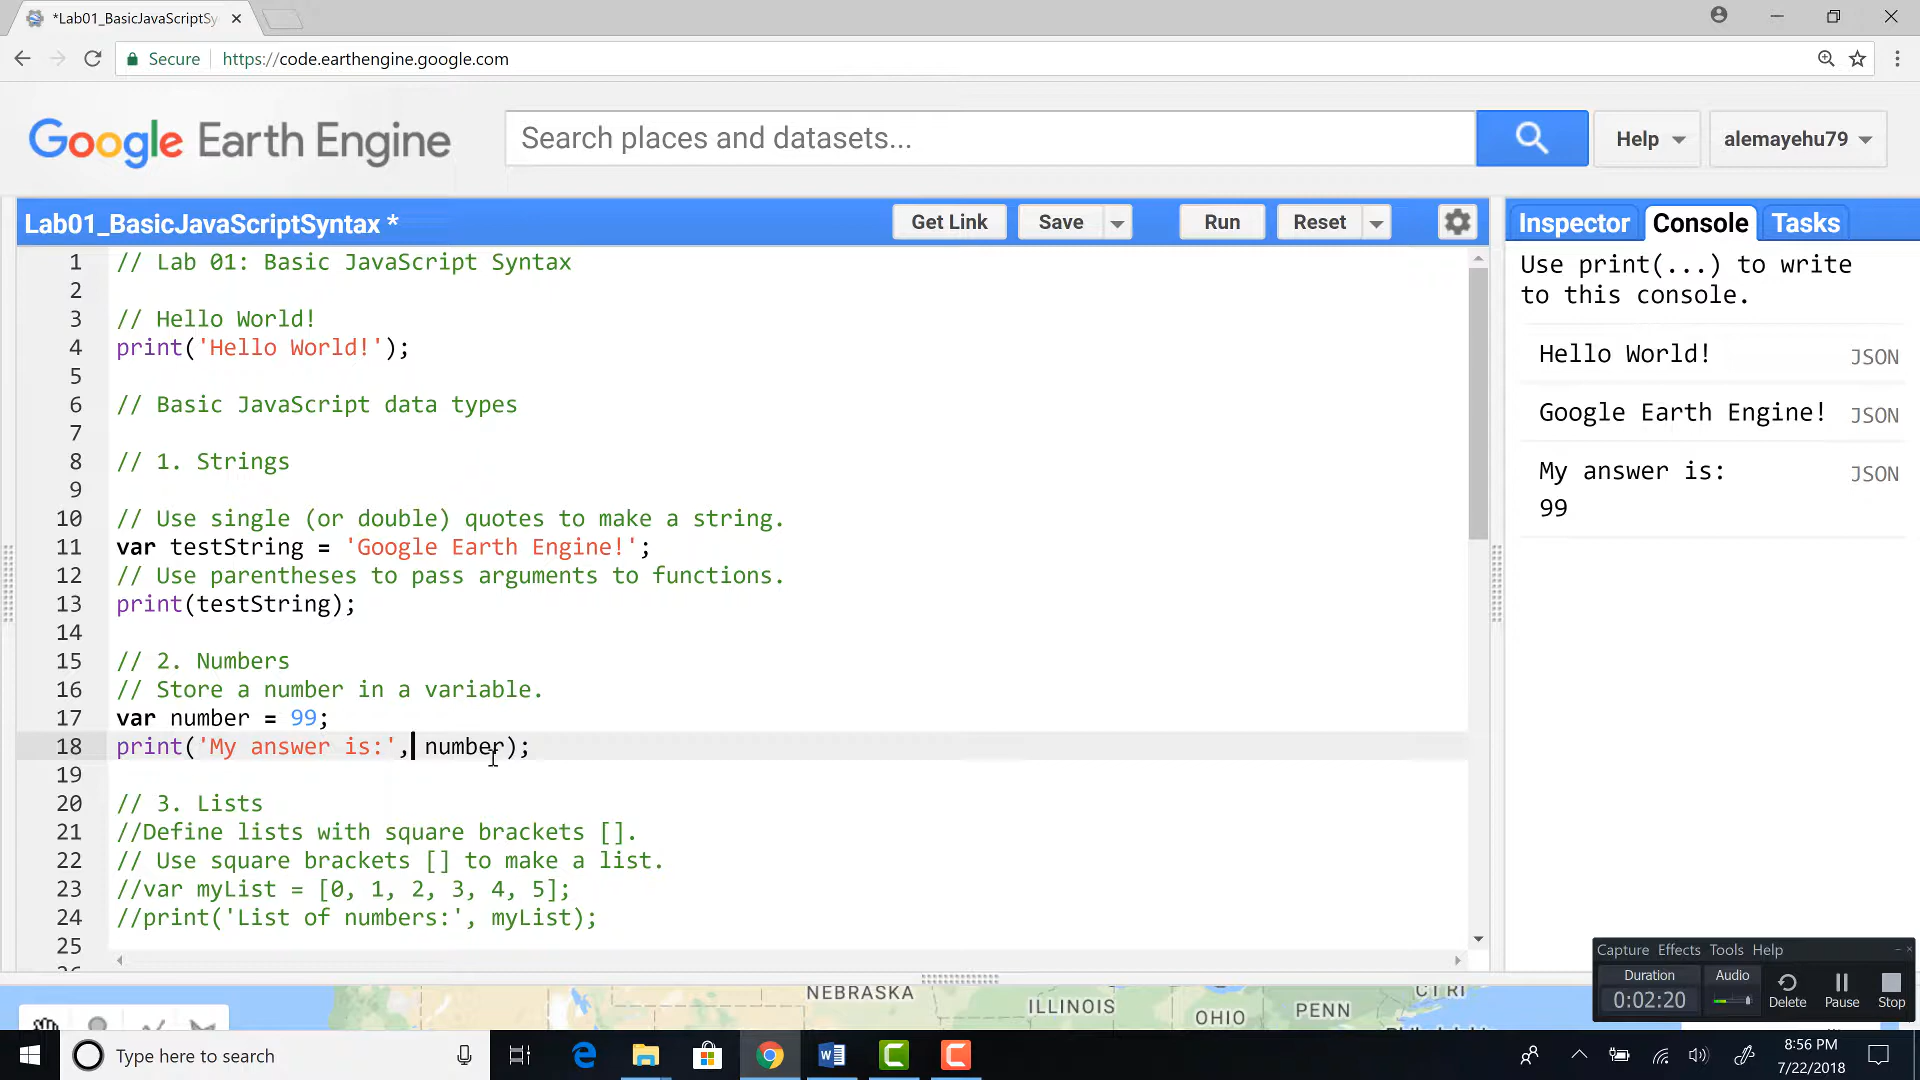 *Lab01_BasicJavaScriptSy
Secure https://code.earthengine.google.com
Google Earth Engine
Search places and datasets...
Help
alemayehu79
Lab01_BasicJavaScriptSyntax *
Get Link
Save
Run
Reset
Inspector
Console
Tasks
1 // Lab 01: Basic JavaScript Syntax
2
3 // Hello World!
4 print('Hello World!');
5
6 // Basic JavaScript data types
7
8 // 1. Strings
9
10 // Use single (or double) quotes to make a string.
11 var testString = 'Google Earth Engine!';
12 // Use parentheses to pass arguments to functions.
13 print(testString);
14
15 // 2. Numbers
16 // Store a number in a variable.
17 var number = 99;
18 print('My answer is:', number);
19
20 // 3. Lists
21 //Define lists with square brackets [].
22 // Use square brackets [] to make a list.
23 //var myList = [0, 1, 2, 3, 4, 5];
24 //print('List of numbers:', myList);
25
Use print(...) to write
to this console.
Hello World! JSON
Google Earth Engine! JSON
My answer is: JSON
99
Capture Effects Tools Help
Duration
0:02:20
Audio
Delete
Pause
Stop
NEBRASKA
ILLINOIS
OHIO
PENN
Type here to search
8:56 PM
7/22/2018